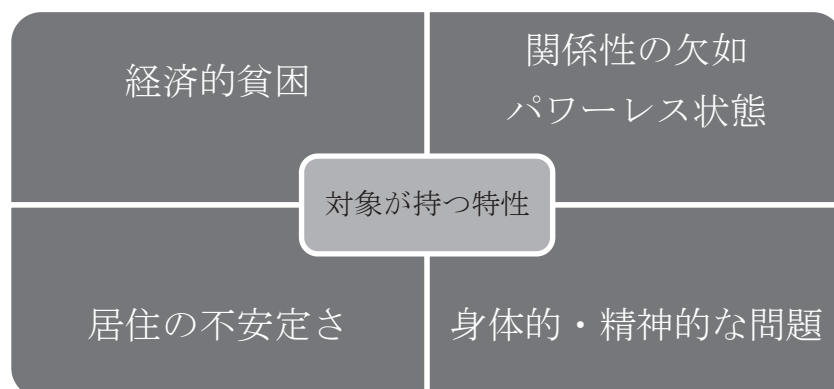 経済的貧困
関係性の欠如
パワーレス状態
対象が持つ特性
居住の不安定さ
身体的・精神的な問題